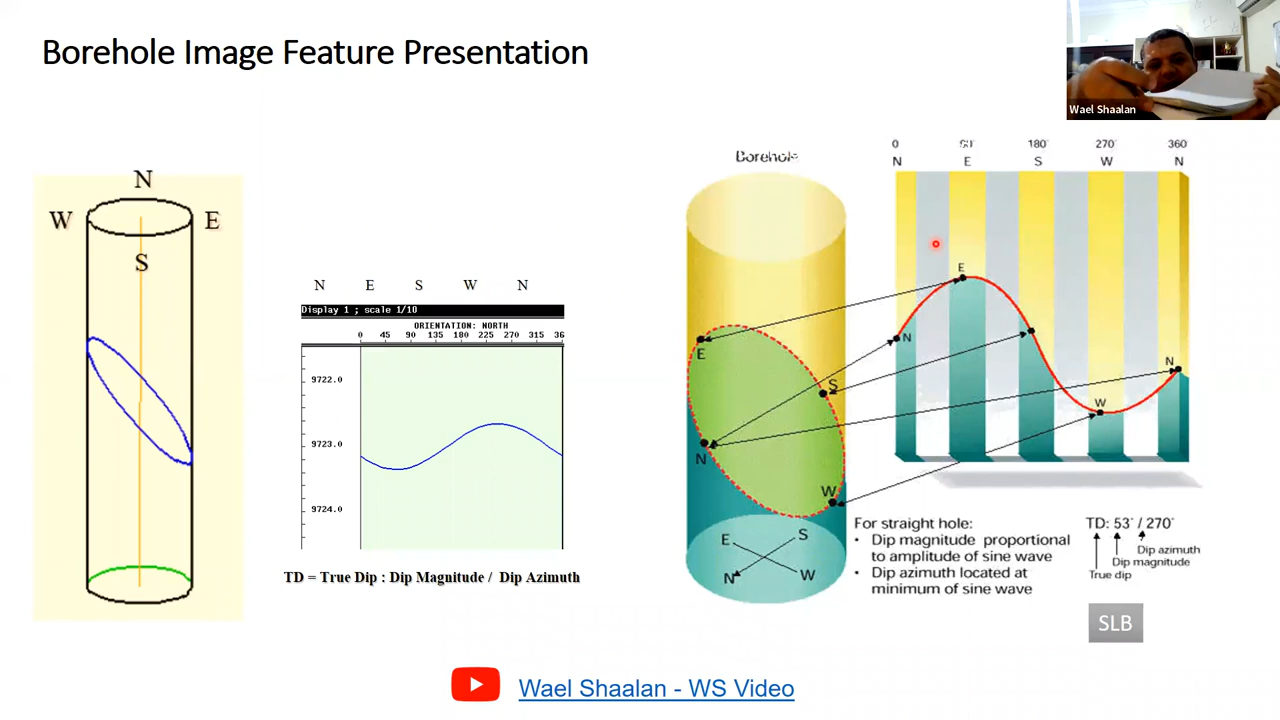 Borehole Image Feature Presentation
Wael Shaalan
N
W
E
S
N E S W N
Display 1 ; scale 1/10
ORIENTATION: NORTH
0 45 90 135 180 225 270 315 36
9722.0
9723.0
9724.0
TD = True Dip : Dip Magnitude / Dip Azimuth
Borehole
0 90° 180° 270° 360
N E S W N
E
N
N
W
E
S
N
W
E S
N W
For straight hole:
• Dip magnitude proportional
to amplitude of sine wave
• Dip azimuth located at
minimum of sine wave
TD: 53° / 270°
Dip azimuth
Dip magnitude
True dip
SLB
Wael Shaalan - WS Video